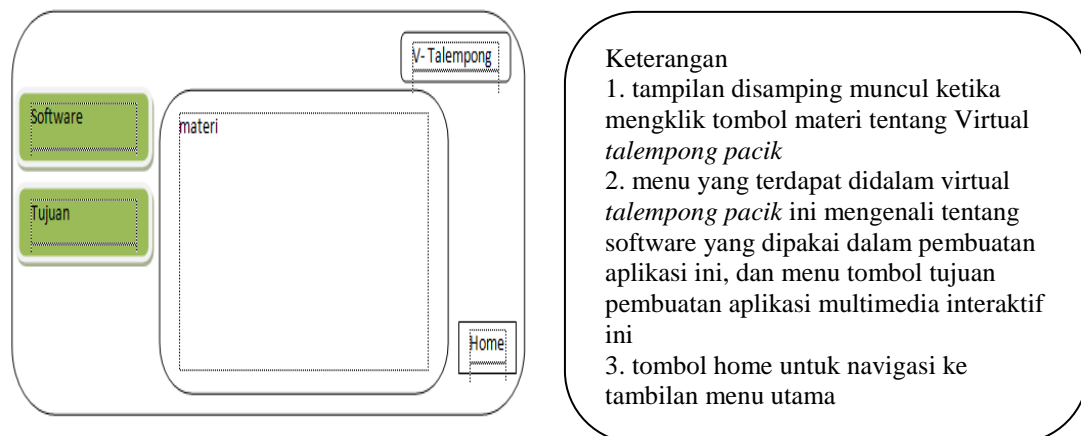 V- Talempong
Software
materi
Tujuan
Home
Keterangan
1. tampilan disamping muncul ketika
mengklik tombol materi tentang Virtual
talempong pacik
2. menu yang terdapat didalam virtual
talempong pacik ini mengenali tentang
software yang dipakai dalam pembuatan
aplikasi ini, dan menu tombol tujuan
pembuatan aplikasi multimedia interaktif
ini
3. tombol home untuk navigasi ke
tambilan menu utama